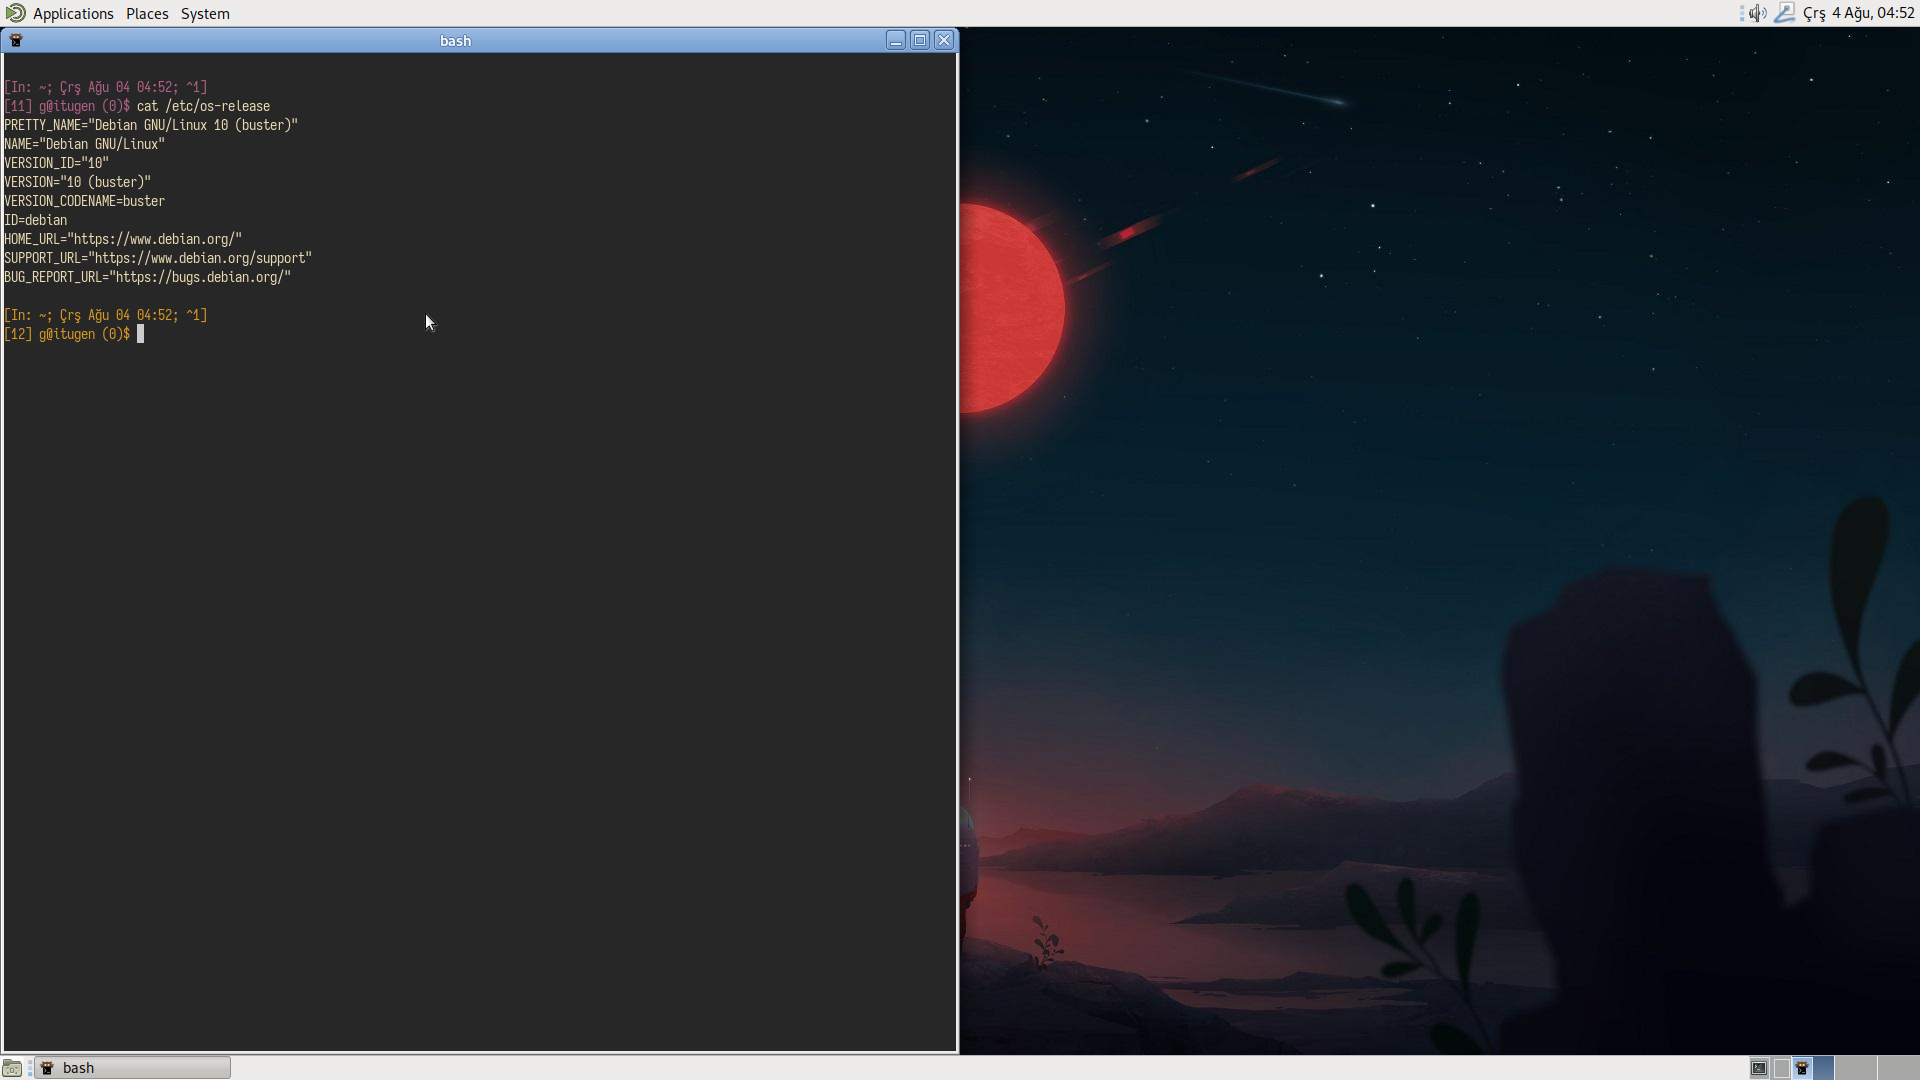 Applications Places System
Çrş 4 Ağu, 04:52
bash
[In: ~; Çrş Ağu 04 04:52; ^1]
[11] g@itugen (0)$ cat /etc/os-release
PRETTY_NAME="Debian GNU/Linux 10 (buster)"
NAME="Debian GNU/Linux"
VERSION_ID="10"
VERSION="10 (buster)"
VERSION_CODENAME=buster
ID=debian
HOME_URL="https://www.debian.org/"
SUPPORT_URL="https://www.debian.org/support"
BUG_REPORT_URL="https://bugs.debian.org/"
[In: ~; Çrş Ağu 04 04:52; ^1]
[12] g@itugen (0)$
bash